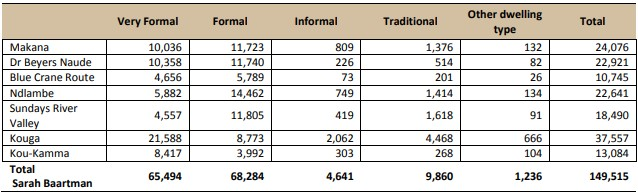 Very Formal Formal Informal Traditional Other dwelling type Total
Makana 10,036 11,723 809 1,376 132 24,076
Dr Beyers Naude 10,358 11,740 226 514 82 22,921
Blue Crane Route 4,656 5,789 73 201 26 10,745
Ndlambe 5,882 14,462 749 1,414 134 22,641
Sundays River Valley 4,557 11,805 419 1,618 91 18,490
Kouga 21,588 8,773 2,062 4,468 666 37,557
Kou-Kamma 8,417 3,992 303 268 104 13,084
Total
Sarah Baartman 65,494 68,284 4,641 9,860 1,236 149,515